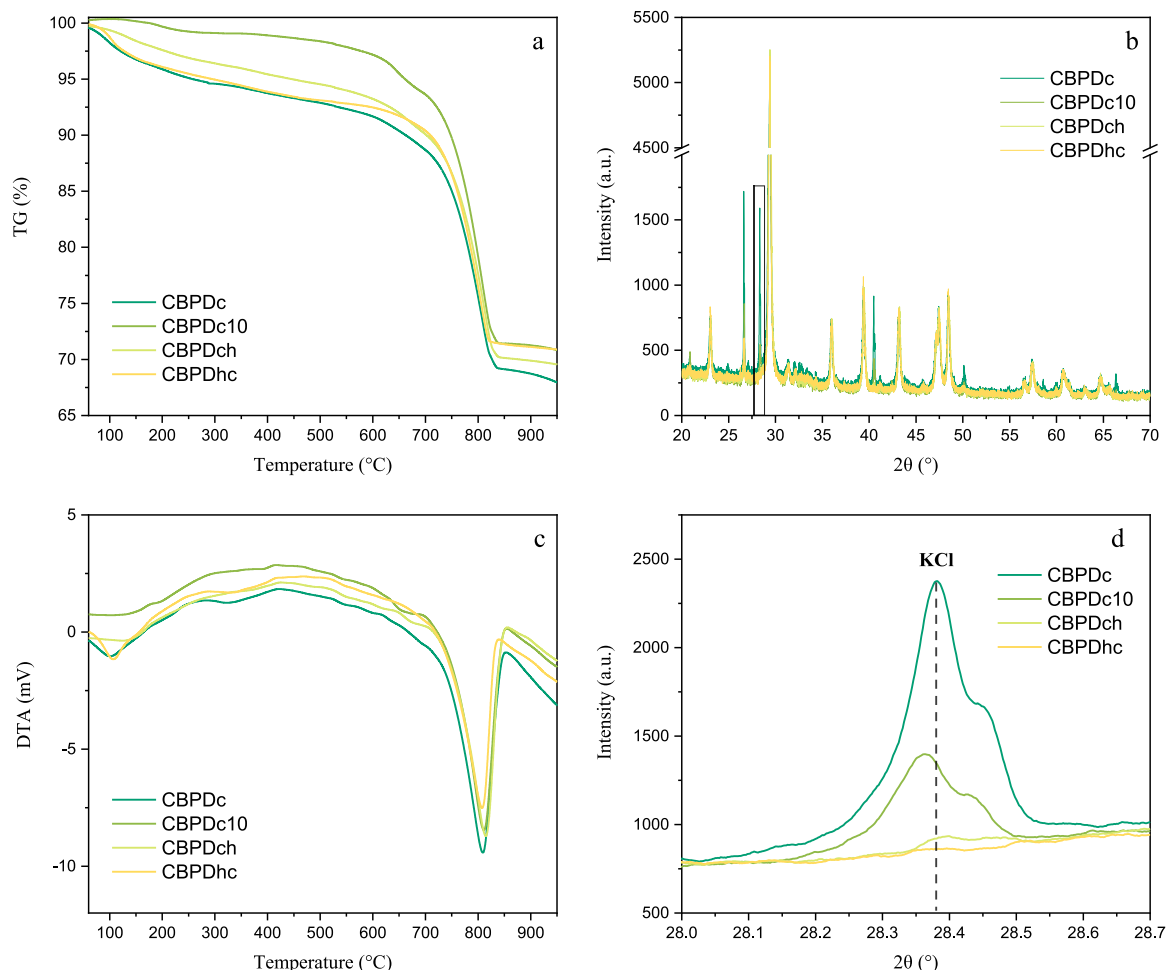 a
TG (%)
100
95
90
85
80
75
70
65
CBPDc
CBPDc10
CBPDch
CBPDhc
100 200 300 400 500 600 700 800 900
Temperature (°C)
b
Intensity (a.u.)
5500
5000
4500
1500
1000
500
0
CBPDc
CBPDc10
CBPDch
CBPDhc
20 25 30 35 40 45 50 55 60 65 70
2θ (°)
c
DTA (mV)
5
0
-5
-10
CBPDc
CBPDc10
CBPDch
CBPDhc
100 200 300 400 500 600 700 800 900
Temperature (°C)
d
KCl
Intensity (a.u.)
2500
2000
1500
1000
500
CBPDc
CBPDc10
CBPDch
CBPDhc
28.0 28.1 28.2 28.3 28.4 28.5 28.6 28.7
2θ (°)